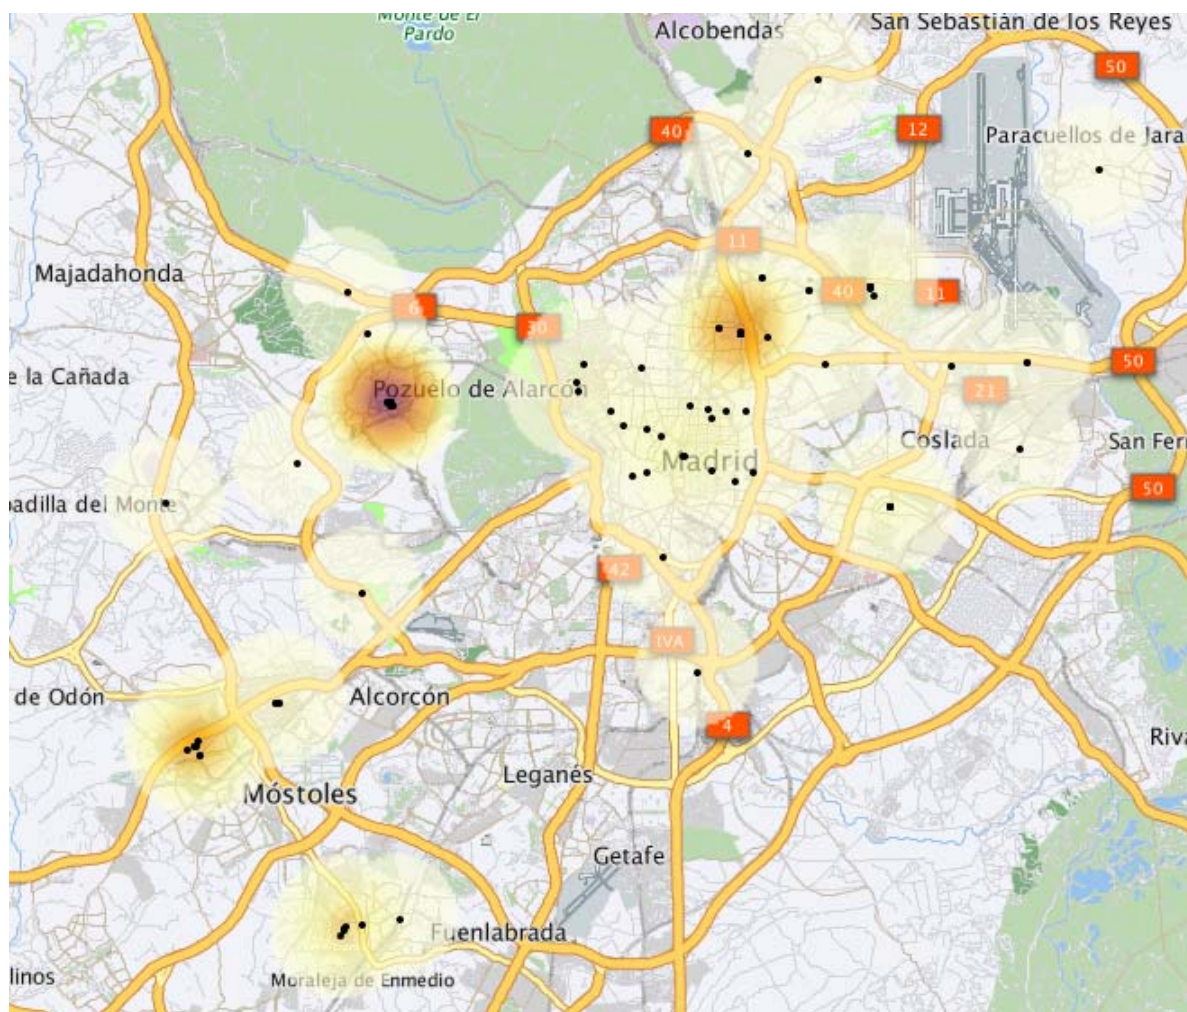 Monte de El
Pardo
Alcobendas
San Sebastián de los Reyes
50
40
12
Paracuellos de Jara
11
Majadahonda
40
11
6
30
50
e la Cañada
Pozuelo de Alarcón
21
Coslada
San Fern
Madrid
50
oadilla del Monte
42
IVA
de Odón
Alcorcón
4
Riva
Leganés
Móstoles
Getafe
Fuenlabrada
linos
Moraleja de Enmedio